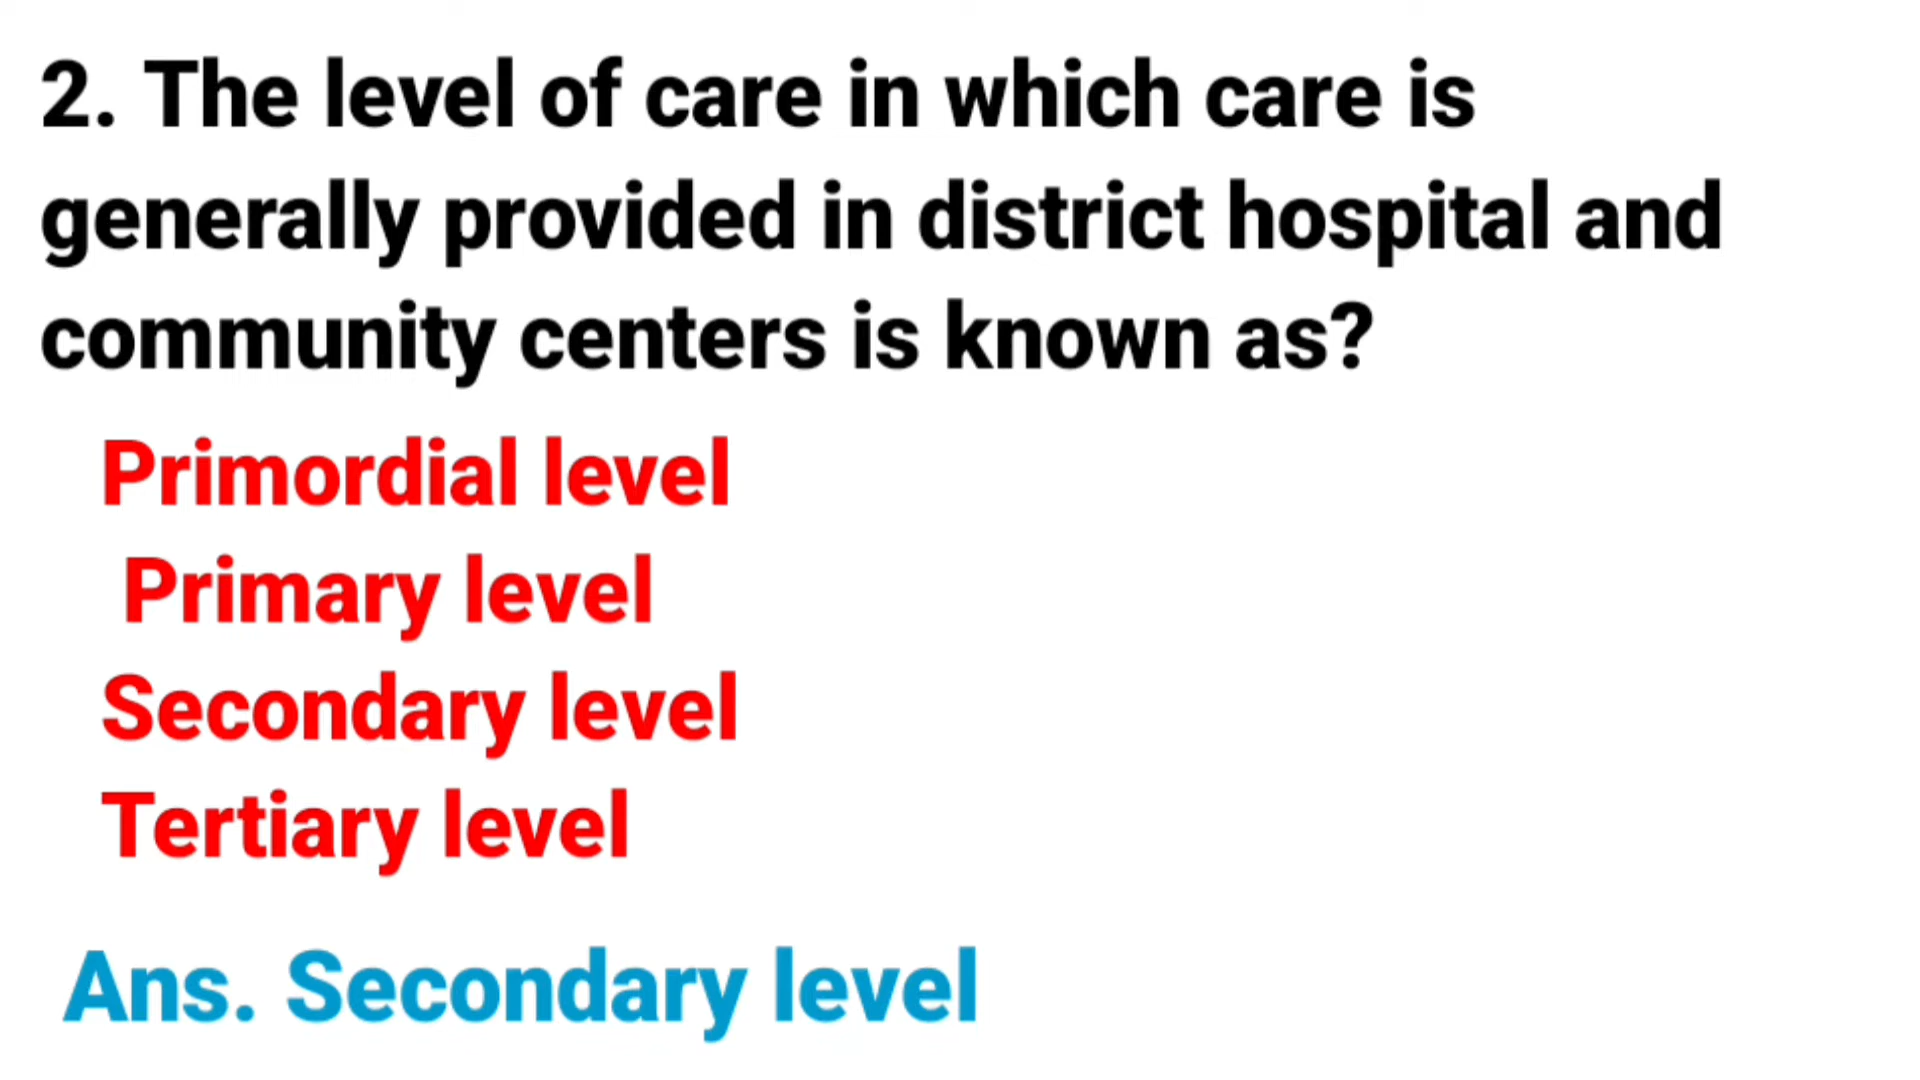 2. The level of care in which care is
generally provided in district hospital and
community centers is known as?
Primordial level
Primary level
Secondary level
Tertiary level
Ans. Secondary level